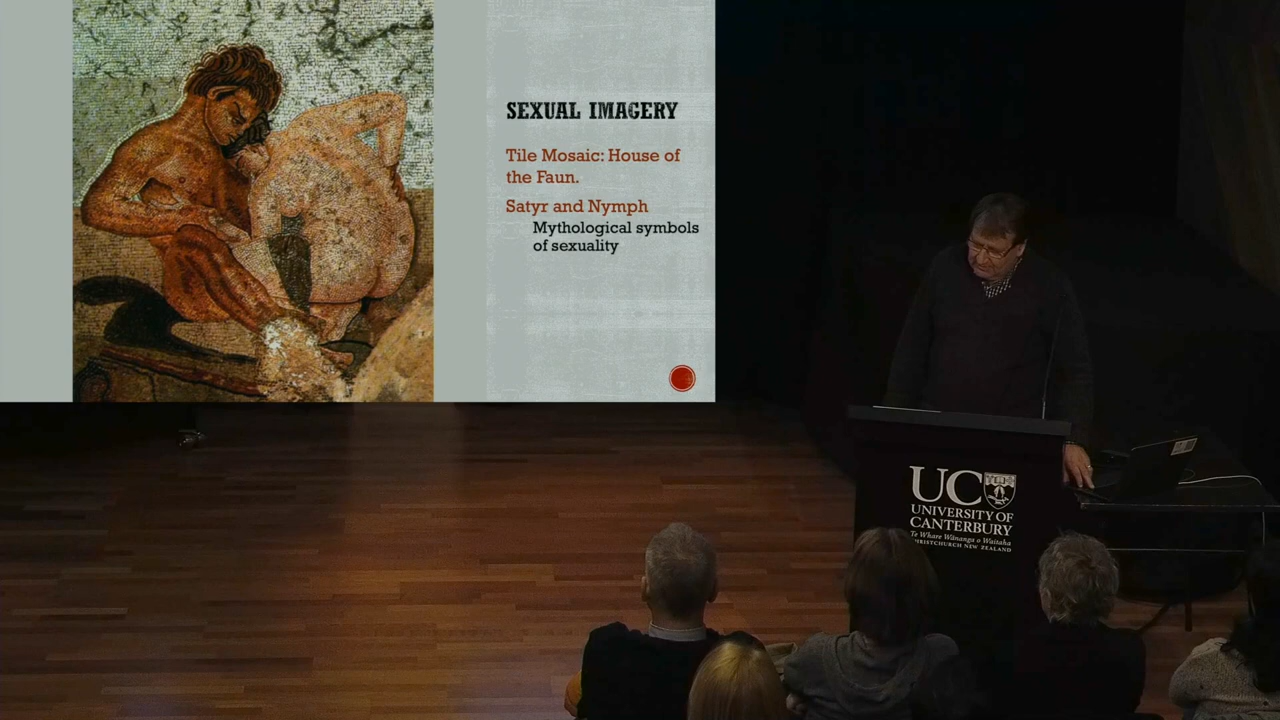 SEXUAL IMAGERY
Tile Mosaic: House of
the Faun.
Satyr and Nymph
Mythological symbols
of sexuality
UC
UNIVERSITY OF
CANTERBURY
Te Whare Wānanga o Waitaha
CHRISTCHURCH NEW ZEALAND